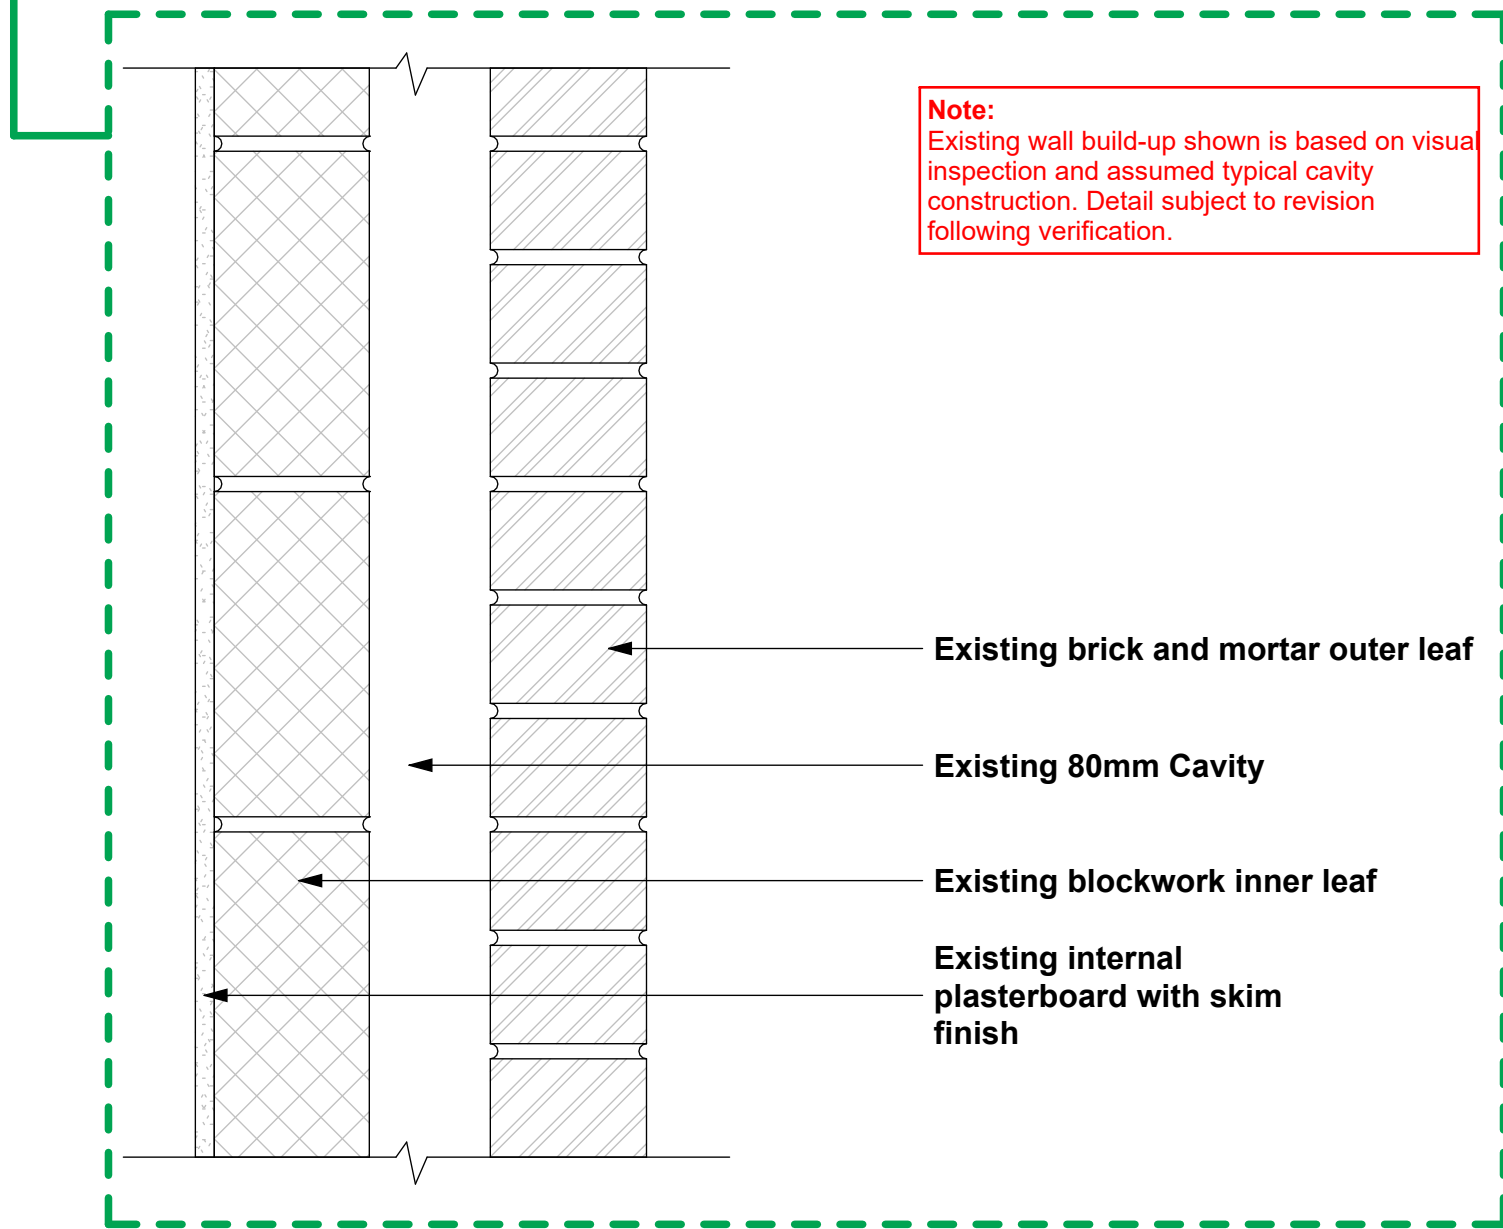 Note:
Existing wall build-up shown is based on visual
inspection and assumed typical cavity
construction. Detail subject to revision
following verification.
Existing brick and mortar outer leaf
Existing 80mm Cavity
Existing blockwork inner leaf
Existing internal
plasterboard with skim
finish